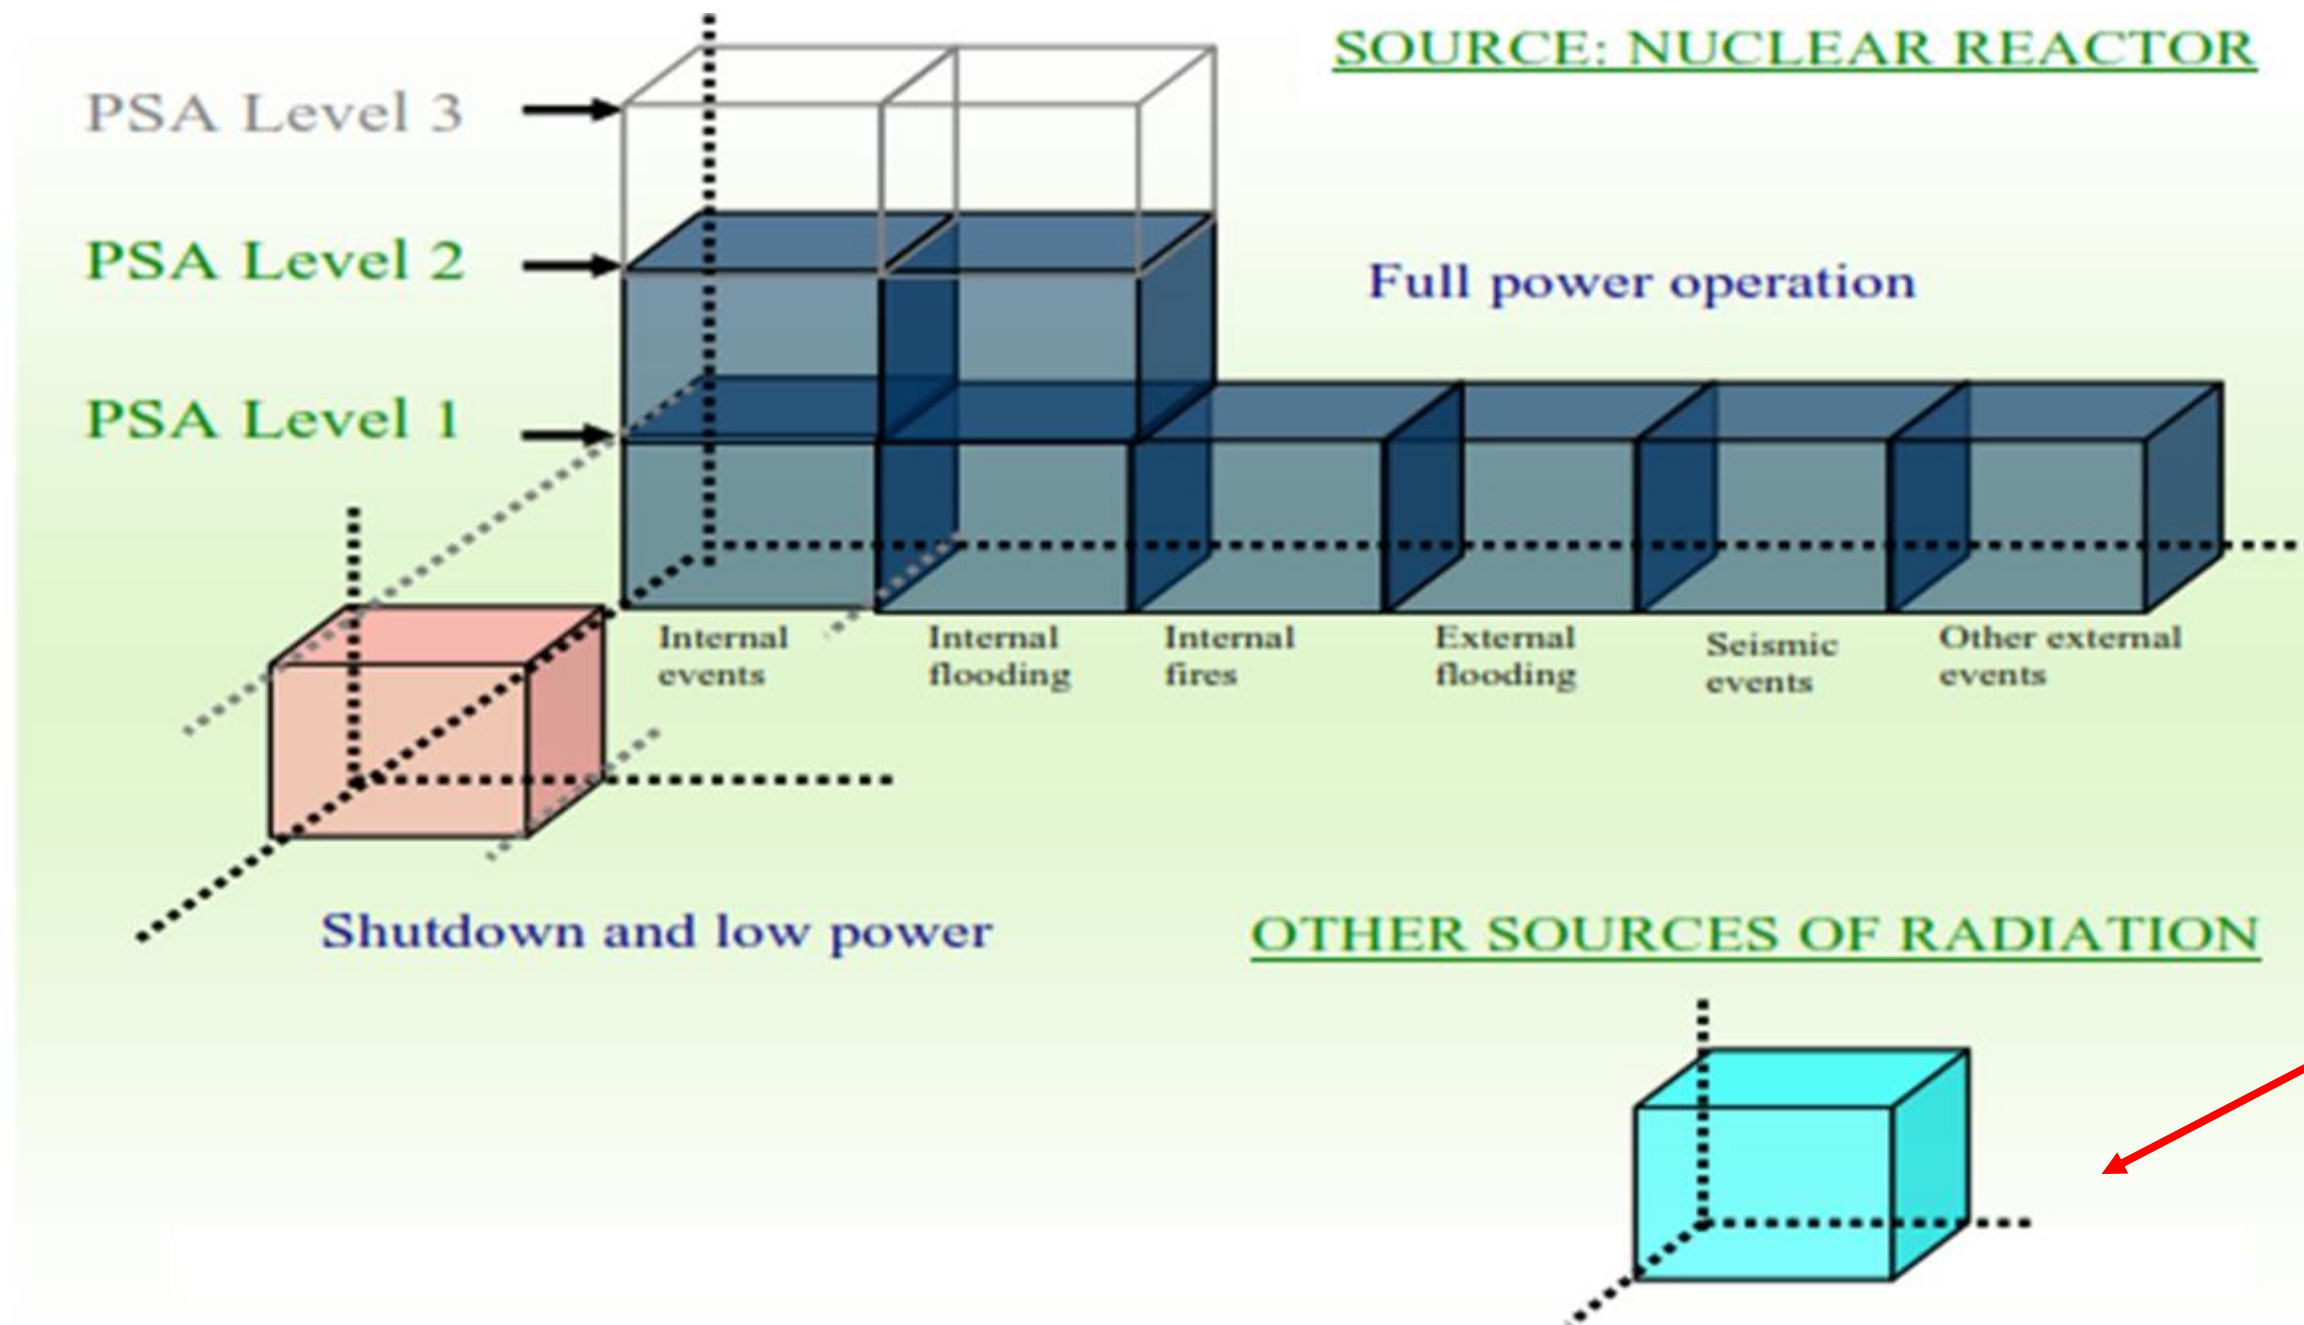 SOURCE: NUCLEAR REACTOR
PSA Level 3
PSA Level 2
Full power operation
PSA Level 1
Internal
events
Internal
flooding
Internal
fires
External
flooding
Seismic
events
Other external
events
Shutdown and low power
OTHER SOURCES OF RADIATION